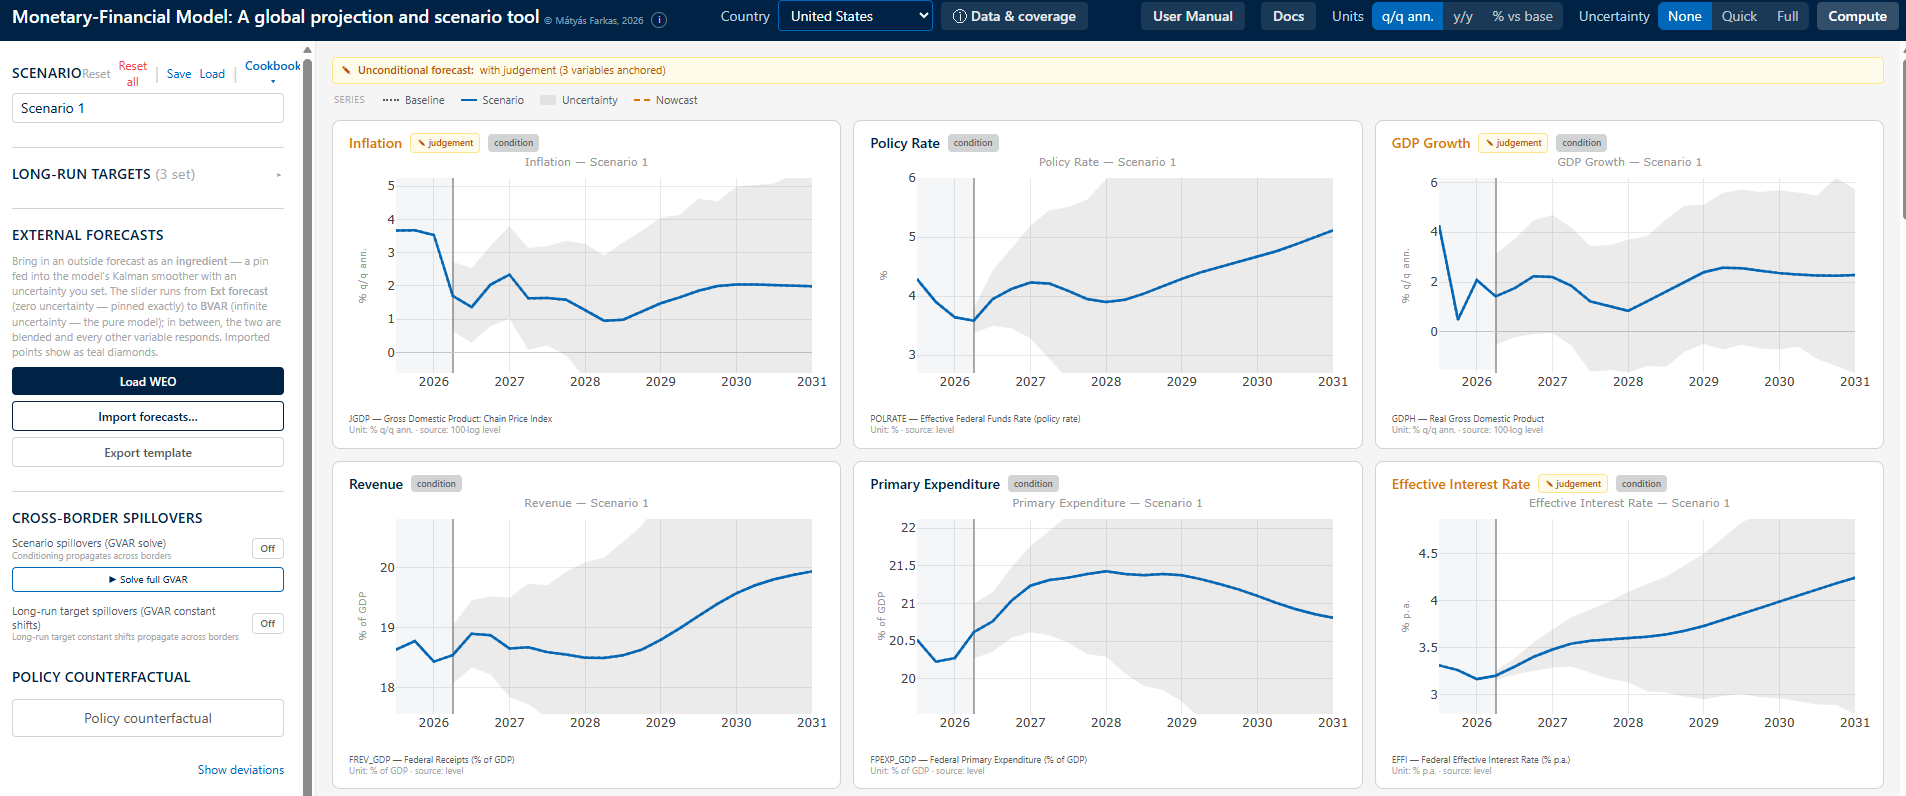 Monetary-Financial Model: A global projection and scenario tool © Mátyás Farkas, 2026 i
Country United States ⓘ Data & coverage User Manual Docs Units q/q ann. y/y % vs base Uncertainty None Quick Full Compute
SCENARIO Reset Reset all | Save Load | Cookbook
Scenario 1
LONG-RUN TARGETS (3 set)
EXTERNAL FORECASTS
Bring in an outside forecast as an ingredient — a pin
fed into the model's Kalman smoother with an
uncertainty you set. The slider runs from Ext forecast
(zero uncertainty — pinned exactly) to BVAR (infinite
uncertainty — the pure model); in between, the two are
blended and every other variable responds. Imported
points show as teal diamonds.
Load WEO
Import forecasts...
Export template
CROSS-BORDER SPILLOVERS
Scenario spillovers (GVAR solve)
Conditioning propagates across borders
Off
▶ Solve full GVAR
Long-run target spillovers (GVAR constant
shifts)
Long-run target constant shifts propagate across borders
Off
POLICY COUNTERFACTUAL
Policy counterfactual
Show deviations
Unconditional forecast: with judgement (3 variables anchored)
SERIES Baseline Scenario Uncertainty Nowcast
Inflation judgement condition
Inflation — Scenario 1
% q/q ann.
5
4
3
2
1
0
2026 2027 2028 2029 2030 2031
JGDP — Gross Domestic Product: Chain Price Index
Unit: % q/q ann. · source: 100·log level
Policy Rate condition
Policy Rate — Scenario 1
%
6
5
4
3
2026 2027 2028 2029 2030 2031
POLRATE — Effective Federal Funds Rate (policy rate)
Unit: % · source: level
GDP Growth judgement condition
GDP Growth — Scenario 1
% q/q ann.
6
4
2
0
2026 2027 2028 2029 2030 2031
GDPH — Real Gross Domestic Product
Unit: % q/q ann. · source: 100·log level
Revenue condition
Revenue — Scenario 1
% of GDP
20
19
18
2026 2027 2028 2029 2030 2031
FREV_GDP — Federal Receipts (% of GDP)
Unit: % of GDP · source: level
Primary Expenditure condition
Primary Expenditure — Scenario 1
% of GDP
22
21.5
21
20.5
20
2026 2027 2028 2029 2030 2031
FPEXP_GDP — Federal Primary Expenditure (% of GDP)
Unit: % of GDP · source: level
Effective Interest Rate judgement condition
Effective Interest Rate — Scenario 1
% p.a.
4.5
4
3.5
3
2026 2027 2028 2029 2030 2031
EFFI — Federal Effective Interest Rate (% p.a.)
Unit: % p.a. · source: level